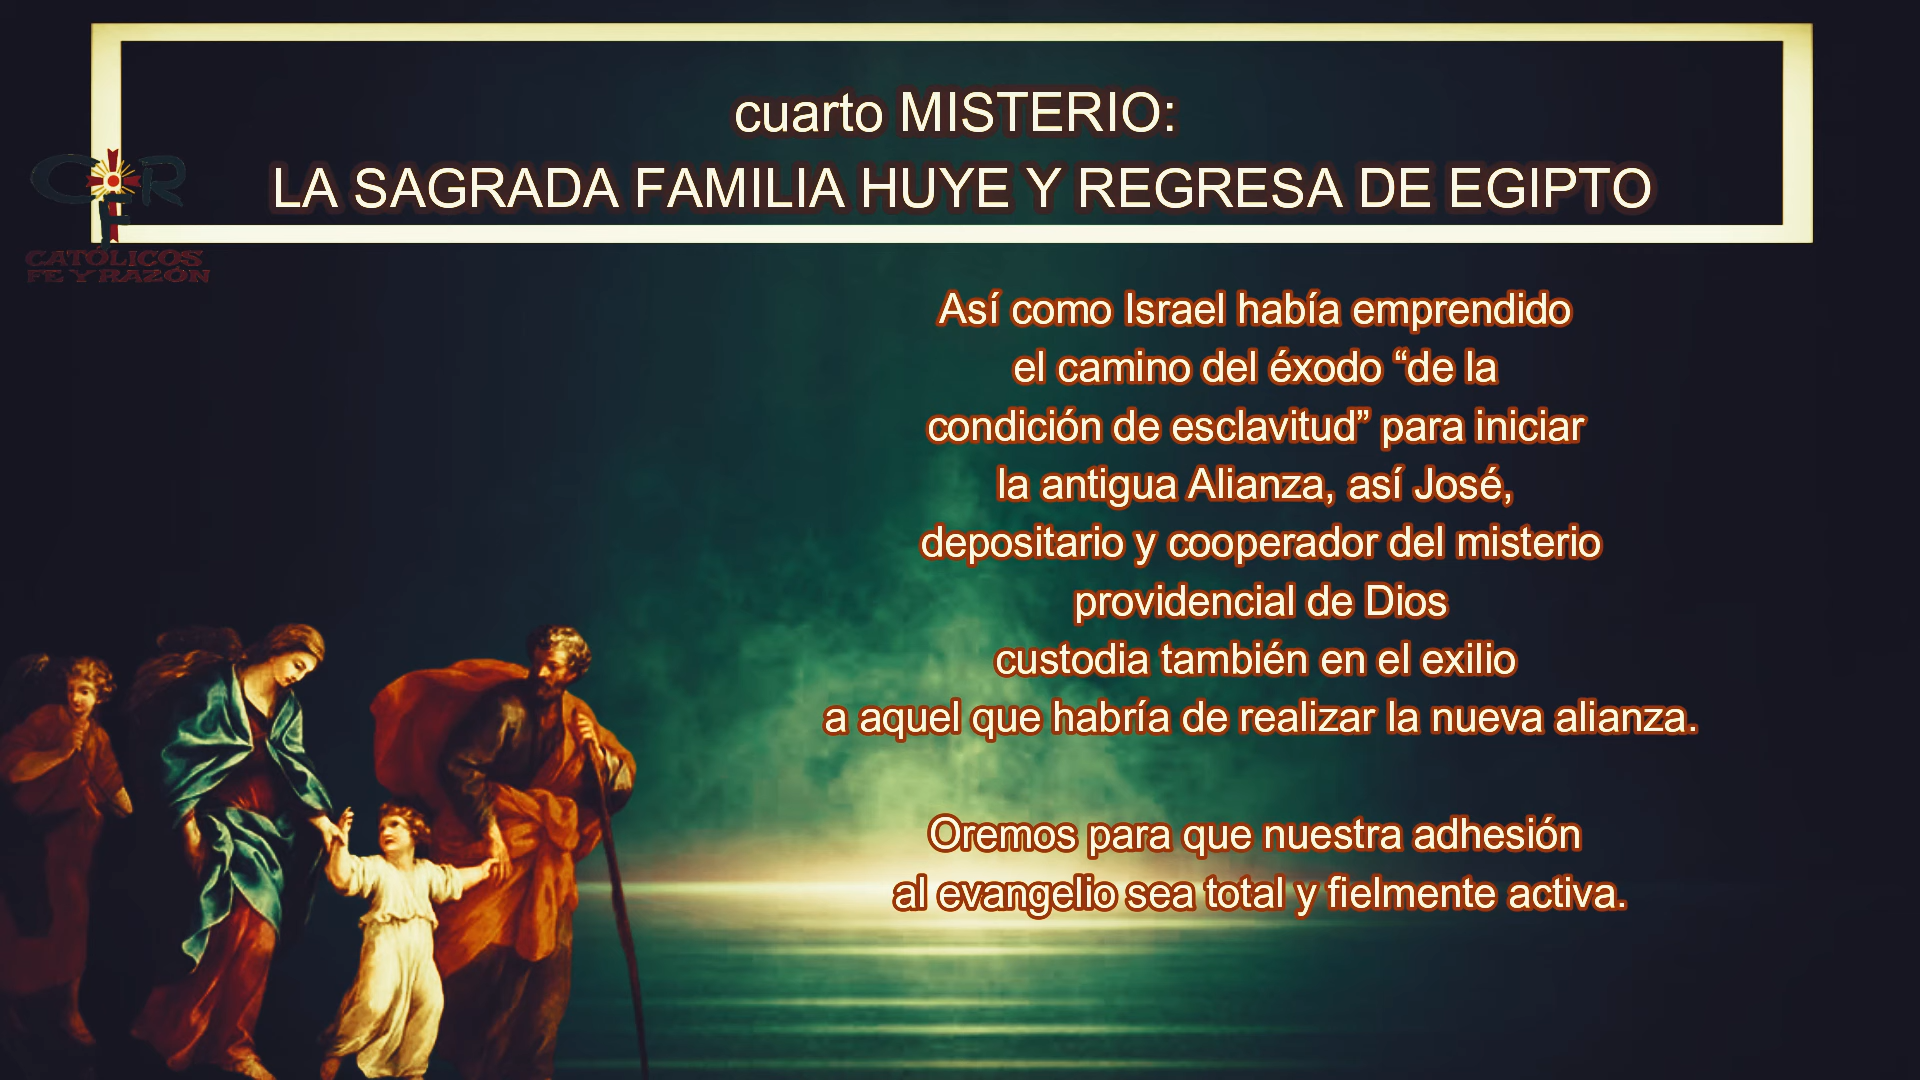 cuarto MISTERIO:
LA SAGRADA FAMILIA HUYE Y REGRESA DE EGIPTO
C R
F
CATÓLICOS
FE Y RAZÓN
Así como Israel había emprendido
el camino del éxodo “de la
condición de esclavitud” para iniciar
la antigua Alianza, así José,
depositario y cooperador del misterio
providencial de Dios
custodia también en el exilio
a aquel que habría de realizar la nueva alianza.
Oremos para que nuestra adhesión
al evangelio sea total y fielmente activa.